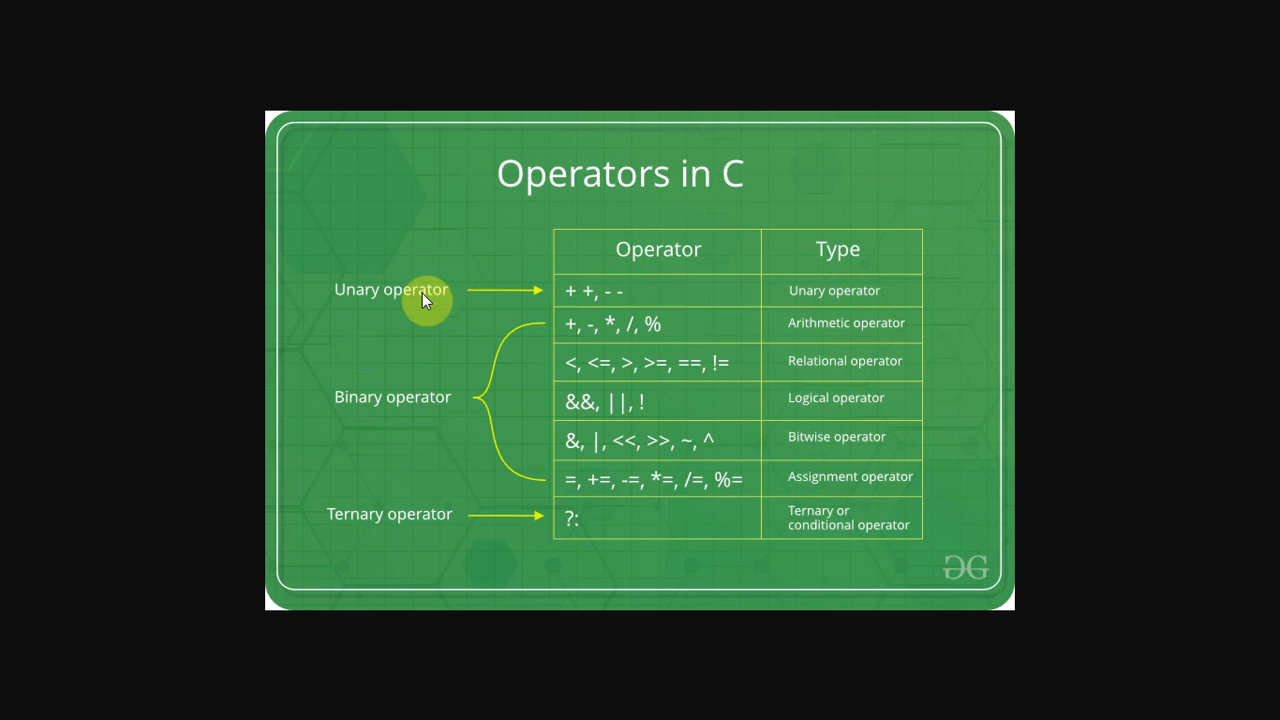 Operators in C
Operator Type
Unary operator + +, - - Unary operator
+, -, *, /, % Arithmetic operator
<, <=, >, >=, ==, != Relational operator
Binary operator &&, ||, ! Logical operator
&, |, <<, >>, ~, ^ Bitwise operator
=, +=, -=, *=, /=, %= Assignment operator
Ternary operator ?: Ternary or
conditional operator